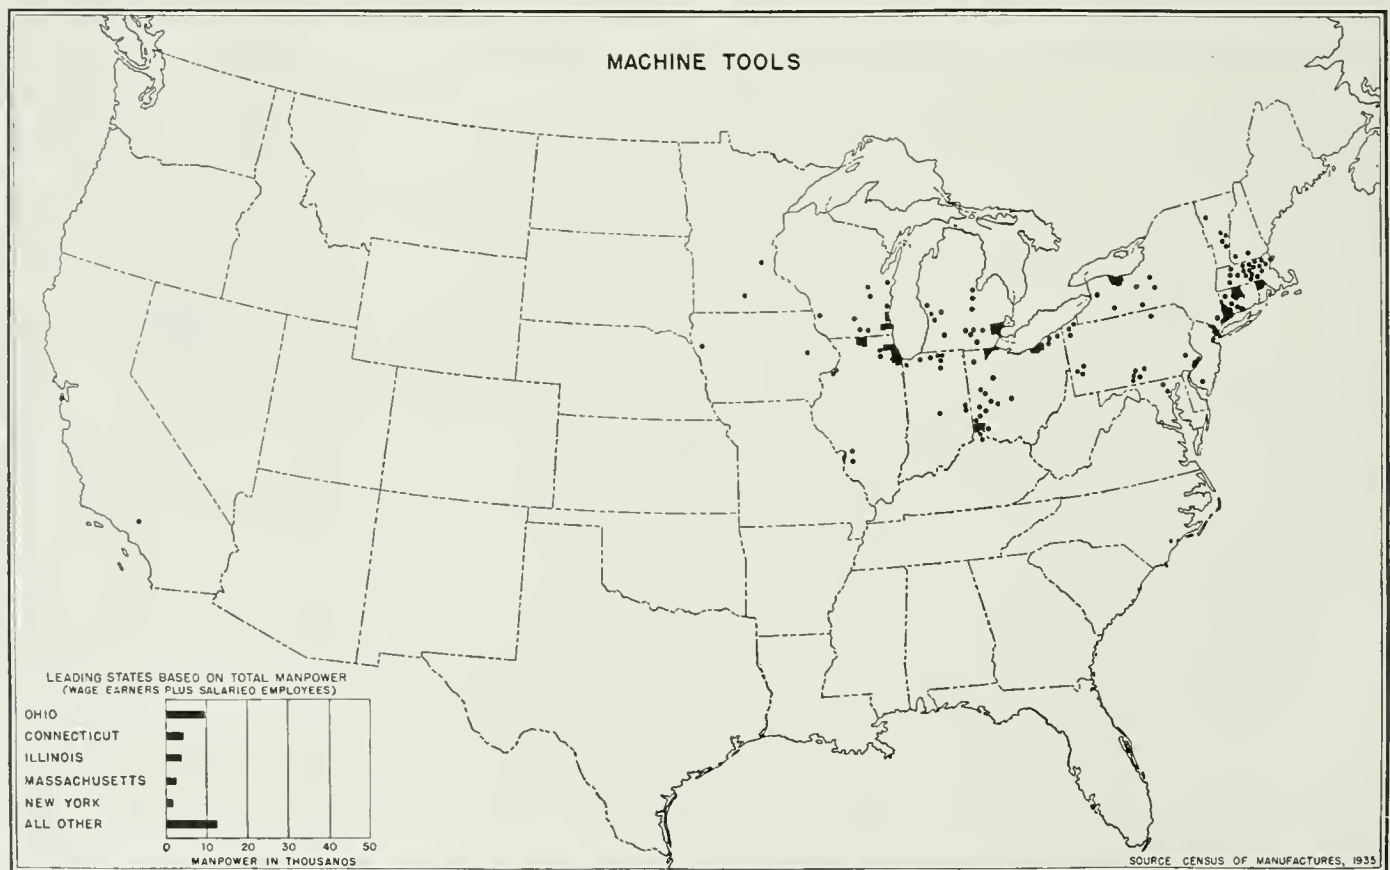 MACHINE TOOLS
LEADING STATES BASED ON TOTAL MANPOWER
(WAGE EARNERS PLUS SALARIED EMPLOYEES)
OHIO
CONNECTICUT
ILLINOIS
MASSACHUSETTS
NEW YORK
ALL OTHER
0 10 20 30 40 50
MANPOWER IN THOUSANDS
SOURCE CENSUS OF MANUFACTURES, 1935